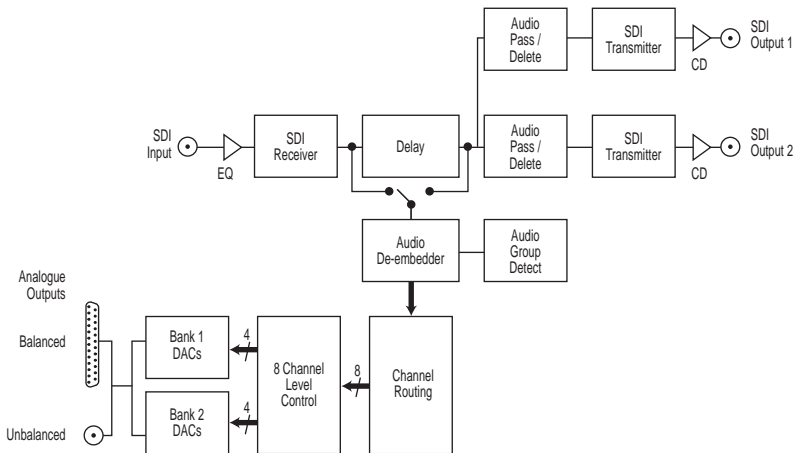 Audio
Pass /
Delete
SDI
Transmitter
CD
SDI
Output 1
SDI
Input
EQ
SDI
Receiver
Delay
Audio
Pass /
Delete
SDI
Transmitter
CD
SDI
Output 2
Audio
De-embedder
Audio
Group
Detect
Analogue
Outputs
Balanced
Unbalanced
Bank 1
DACs
Bank 2
DACs
4
4
8 Channel
Level
Control
8
Channel
Routing